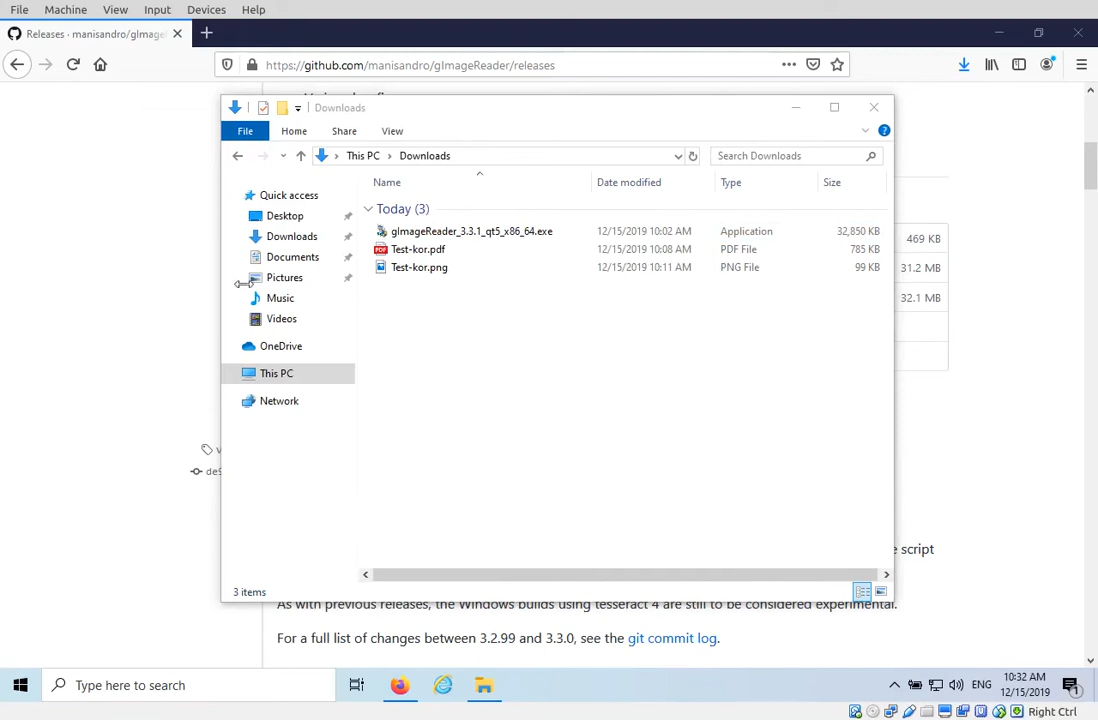 File Machine View Input Devices Help
Releases · manisandro/gImage
https://github.com/manisandro/gImageReader/releases
Downloads
File Home Share View
This PC Downloads Search Downloads
Name Date modified Type Size
Quick access
Today (3)
Desktop
gImageReader_3.3.1_qt5_x86_64.exe 12/15/2019 10:02 AM Application 32,850 KB
469 KB
Downloads
Test-kor.pdf 12/15/2019 10:08 AM PDF File 785 KB
Documents
Test-kor.png 12/15/2019 10:11 AM PNG File 99 KB
31.2 MB
Pictures
Music
32.1 MB
Videos
OneDrive
This PC
Network
v
de9
e script
3 items
As with previous releases, the Windows builds using tesseract 4 are still to be considered experimental.
For a full list of changes between 3.2.99 and 3.3.0, see the git commit log.
Type here to search
ENG
10:32 AM
12/15/2019
1
Right Ctrl